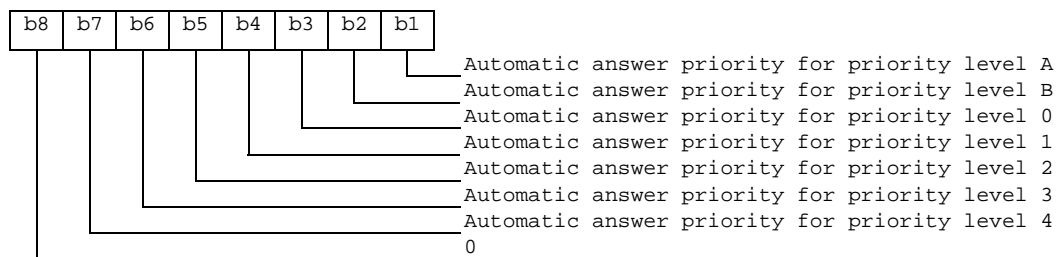 b8 b7 b6 b5 b4 b3 b2 b1
Automatic answer priority for priority level A
Automatic answer priority for priority level B
Automatic answer priority for priority level 0
Automatic answer priority for priority level 1
Automatic answer priority for priority level 2
Automatic answer priority for priority level 3
Automatic answer priority for priority level 4
0